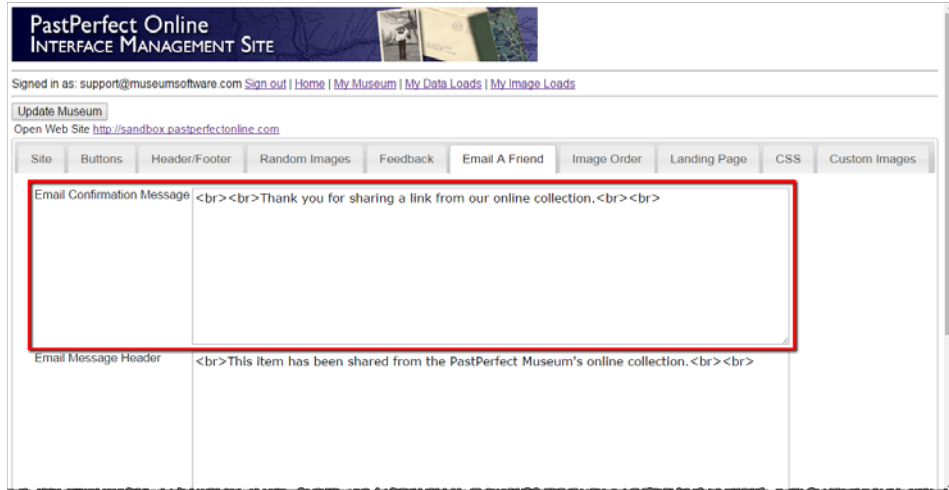 PastPerfect Online
INTERFACE MANAGEMENT SITE
Signed in as: support@museumsoftware.com Sign out | Home | My Museum | My Data Loads | My Image Loads
Update Museum
Open Web Site http://sandbox.pastperfectonline.com
Site Buttons Header/Footer Random Images Feedback Email A Friend Image Order Landing Page CSS Custom Images
Email Confirmation Message <br><br>Thank you for sharing a link from our online collection.<br><br>
Email Message Header <br>This item has been shared from the PastPerfect Museum's online collection.<br><br>